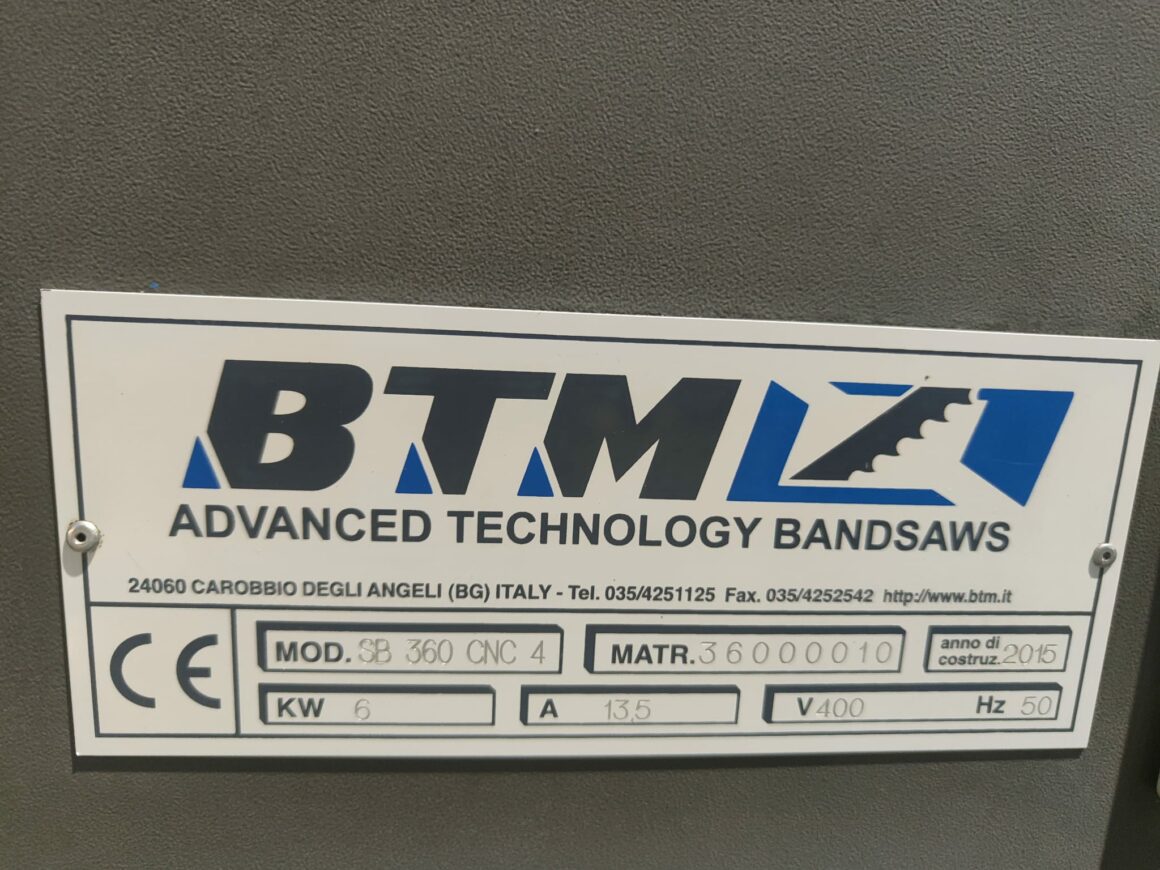 BTM
ADVANCED TECHNOLOGY BANDSAWS
24060 CAROBBIO DEGLI ANGELI (BG) ITALY - Tel. 035/4251125 Fax. 035/4252542 http://www.btm.it
CE MOD. SB 360 CNC 4 MATR. 36000010 anno di costruz. 2015
KW 6 A 13,5 V 400 Hz 50